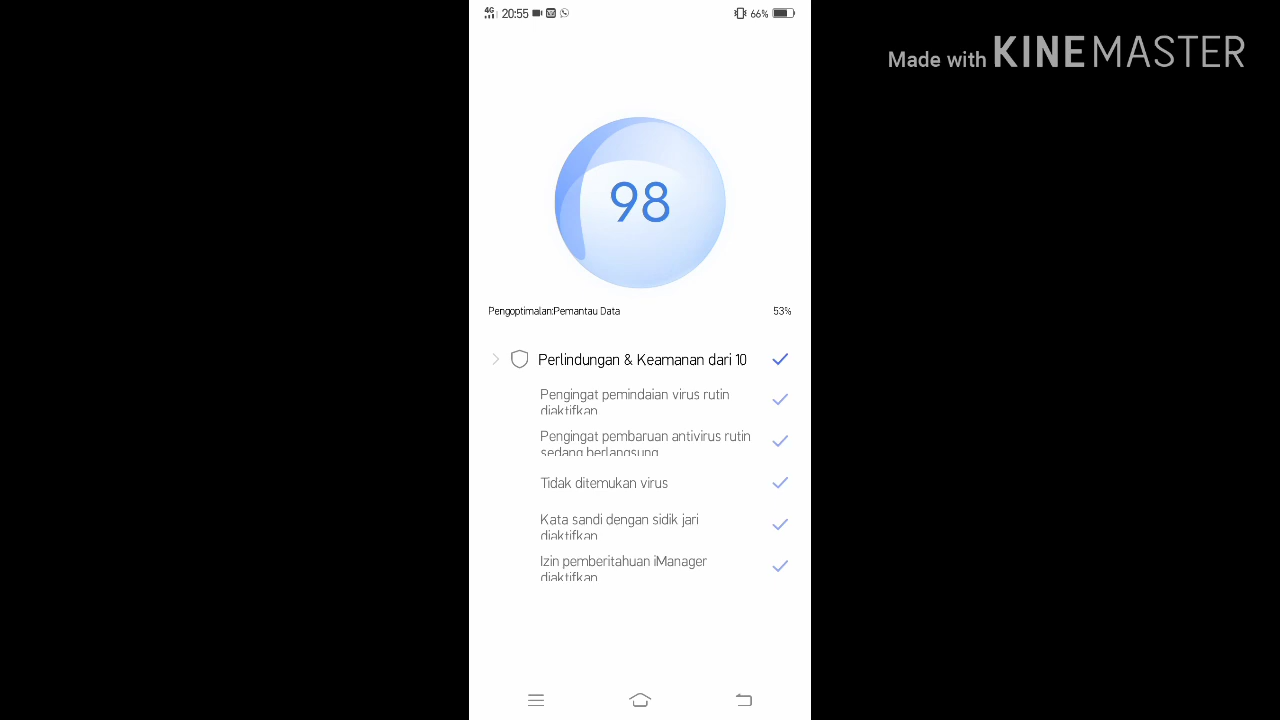 4G 20:55 66%
Made with KINEMASTER
98
Pengoptimalan:Pemantau Data 53%
Perlindungan & Keamanan dari 10
Pengingat pemindaian virus rutin
diaktifkan
Pengingat pembaruan antivirus rutin
sedang berlangsung
Tidak ditemukan virus
Kata sandi dengan sidik jari
diaktifkan
Izin pemberitahuan iManager
diaktifkan